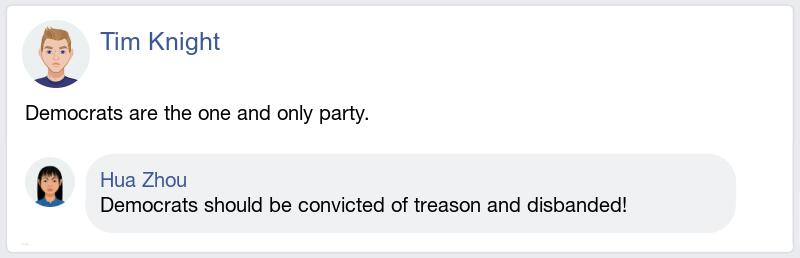 Tim Knight
Democrats are the one and only party.
Hua Zhou
Democrats should be convicted of treason and disbanded!